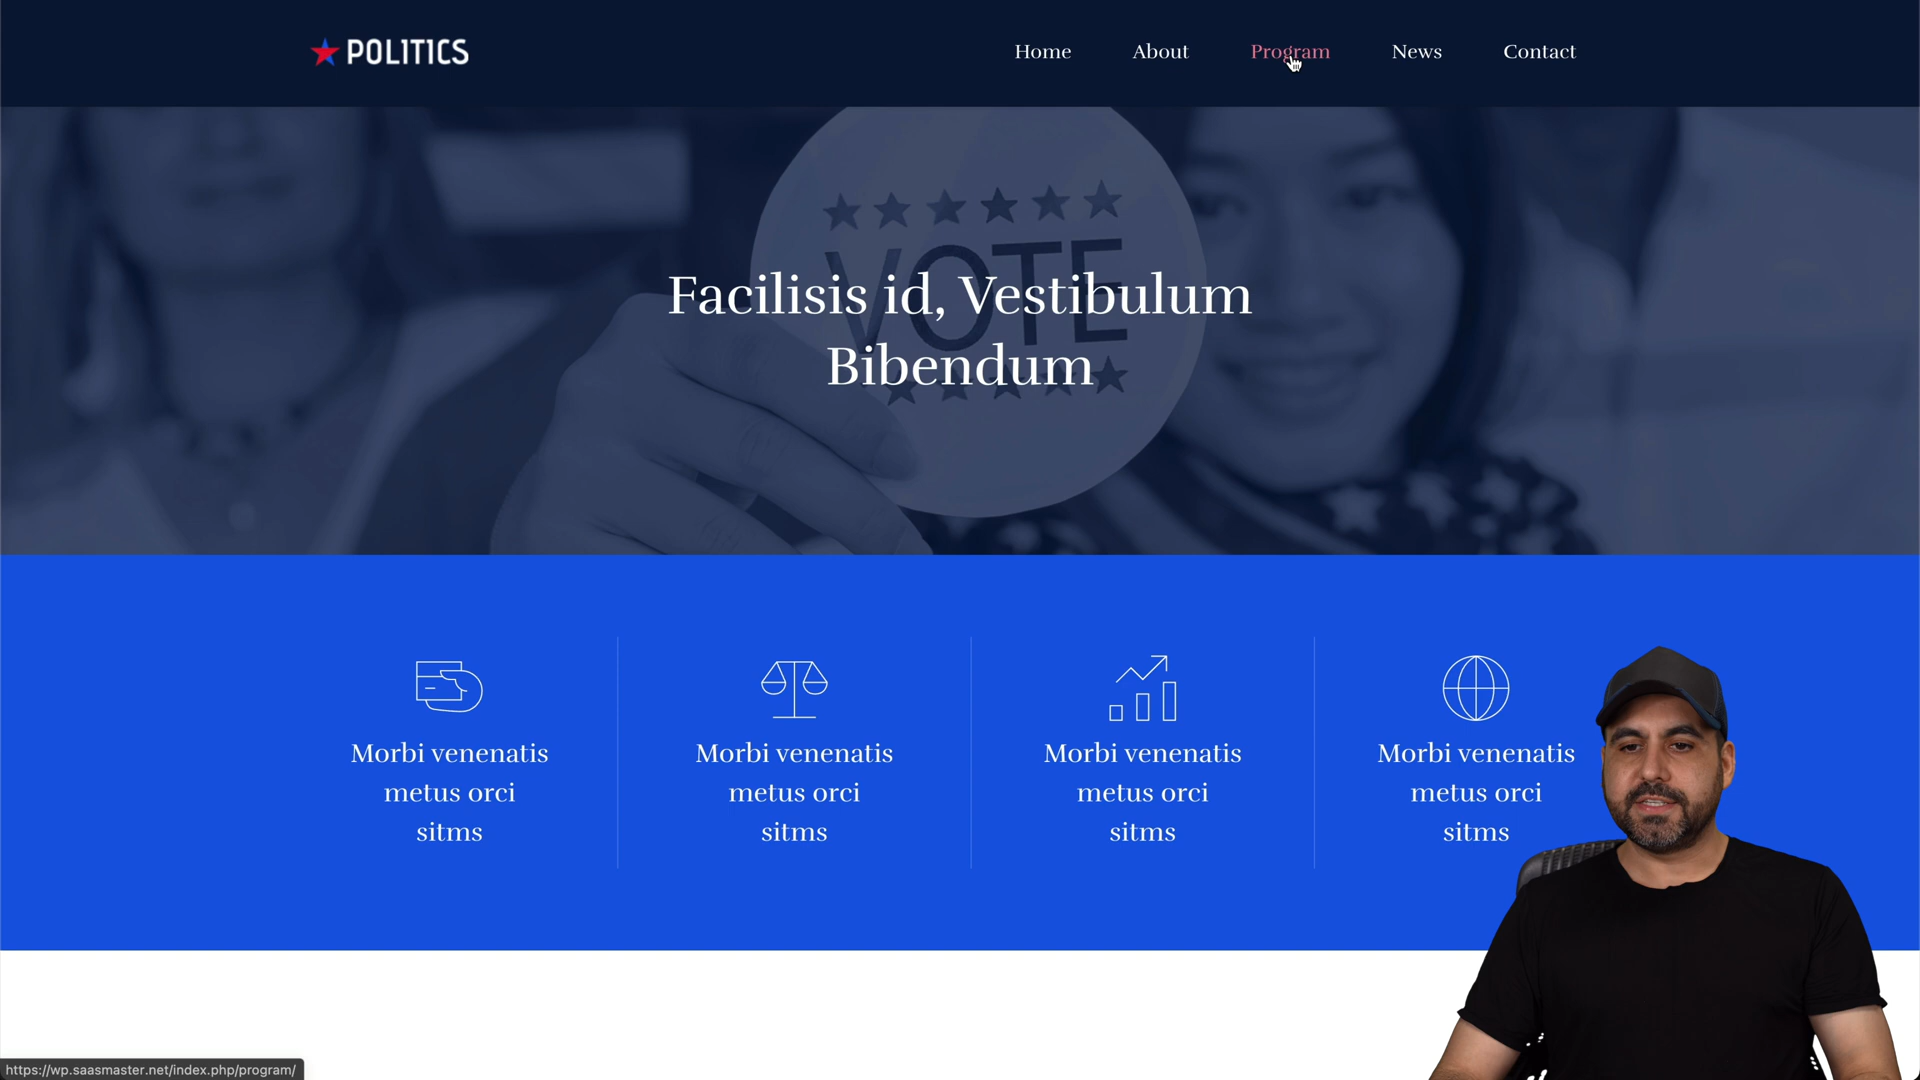 POLITICS
Home
About
Program
News
Contact
VOTE
Facilisis id, Vestibulum
Bibendum
Morbi venenatis
metus orci
sitms
Morbi venenatis
metus orci
sitms
Morbi venenatis
metus orci
sitms
Morbi venenatis
metus orci
sitms
https://wp.saasmaster.net/index.php/program/